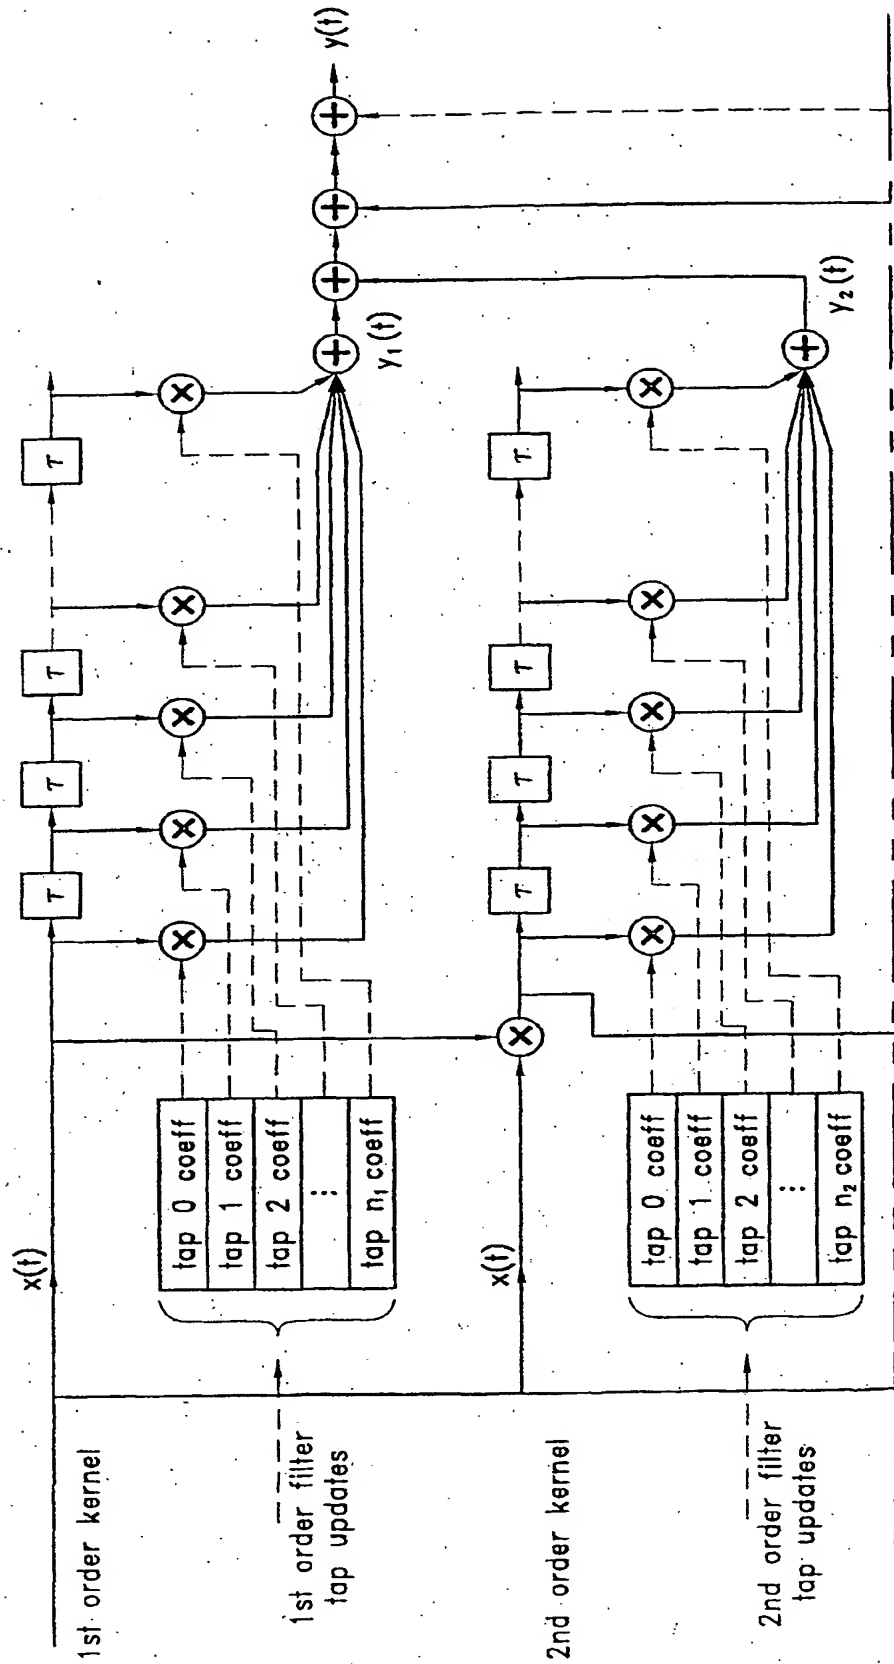 1st order kernel
x(t)
τ
τ
τ
τ
tap 0 coeff
tap 1 coeff
tap 2 coeff
...
tap n₁ coeff
1st order filter
tap updates
×
×
×
×
×
+
y₁(t)
+
+
+
y(t)
2nd order kernel
x(t)
×
τ
τ
τ
τ
tap 0 coeff
tap 1 coeff
tap 2 coeff
...
tap n₂ coeff
2nd order filter
tap updates
×
×
×
×
×
+
y₂(t)